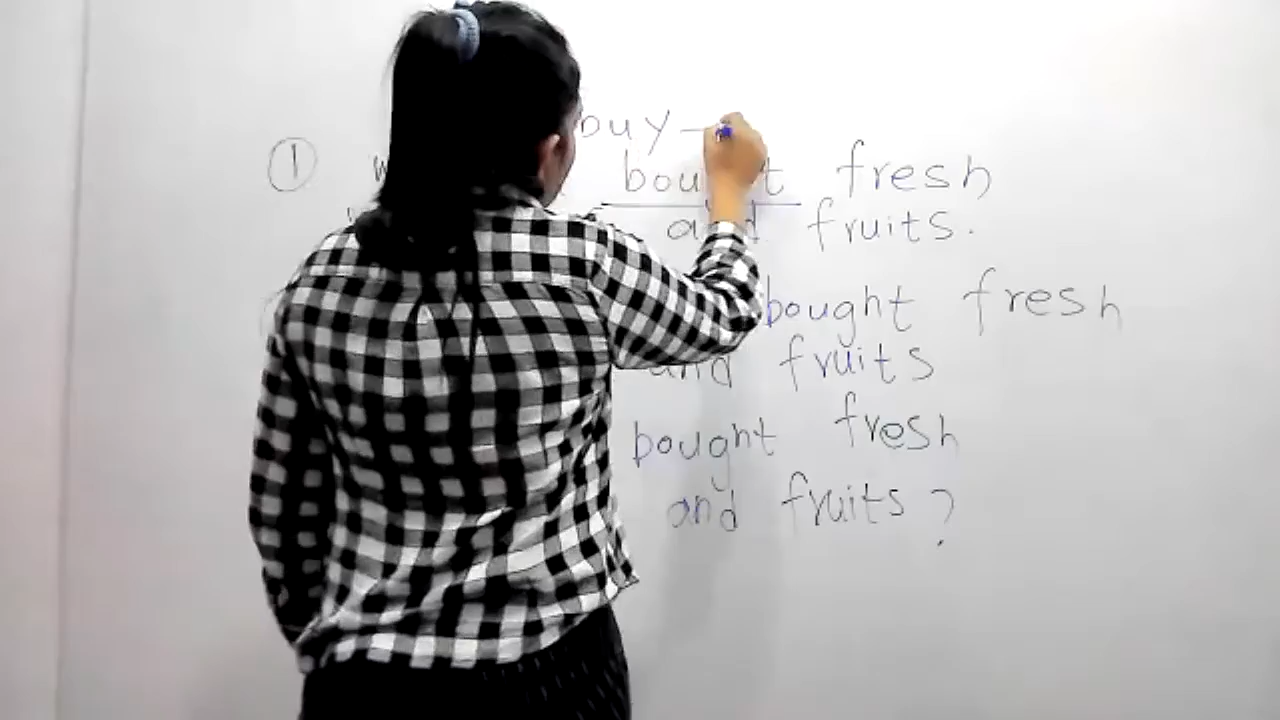 buy –
① bought fresh
and fruits.
bought fresh
and fruits
bought fresh
and fruits ?